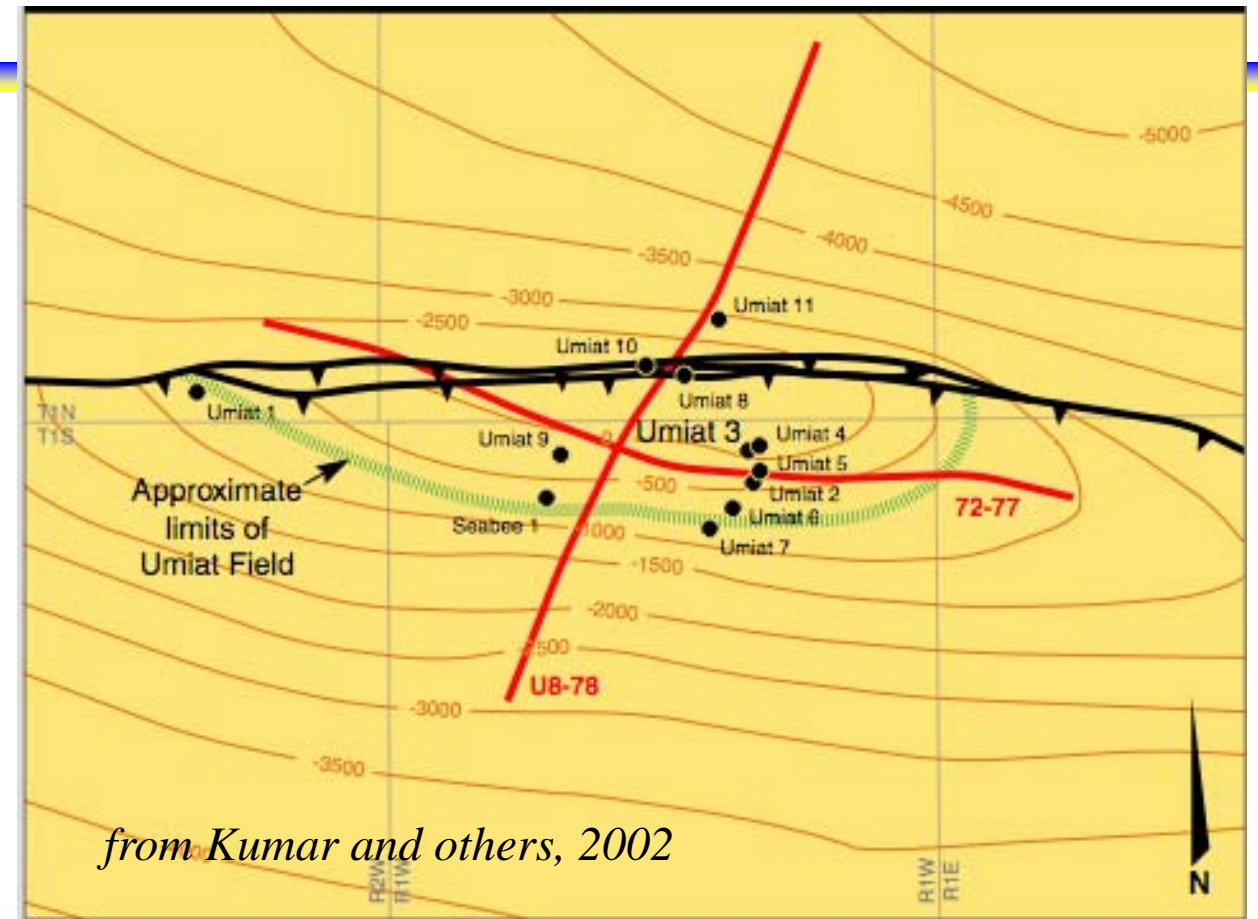 -5000
-4500
-4000
-3500
-3000
-2500
Umiat 11
Umiat 10
Umiat 8
Umiat 1
T1N
T1S
Umiat 9
0
Umiat 3
Umiat 4
Umiat 5
-500
Umiat 2
72-77
Approximate
limits of
Umiat Field
Seabee 1
Umiat 6
-1000
Umiat 7
-1500
-2000
-2500
U8-78
-3000
-3500
from Kumar and others, 2002
R2W
R1W
R1W
R1E
N